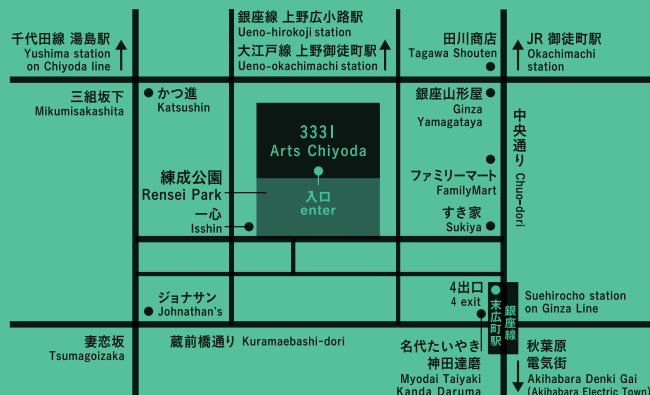 千代田線 湯島駅
Yushima station
on Chiyoda line
銀座線 上野広小路駅
Ueno-hirokoji station
大江戸線 上野御徒町駅
Ueno-okachimachi station
田川商店
Tagawa Shouten
JR 御徒町駅
Okachimachi
station
三組坂下
Mikumisakashita
かつ進
Katsushin
銀座山形屋
Ginza
Yamagataya
3331
Arts Chiyoda
中央通り Chuo-dori
練成公園
Rensei Park
入口
enter
ファミリーマート
FamilyMart
一心
Isshin
すき家
Sukiya
ジョナサン
Johnathan's
4出口
4 exit
末広町駅
銀座線
Suehirocho station
on Ginza Line
妻恋坂
Tsumagoizaka
蔵前橋通り Kuramaebashi-dori
名代たいやき
神田達磨
Myodai Taiyaki
Kanda Daruma
秋葉原
電気街
Akihabara Denki Gai
(Akihabara Electric Town)